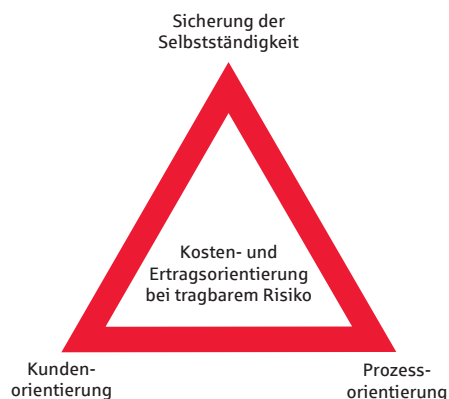 Sicherung der
Selbstständigkeit
Kosten- und
Ertragsorientierung
bei tragbarem Risiko
Kunden-
orientierung
Prozess-
orientierung